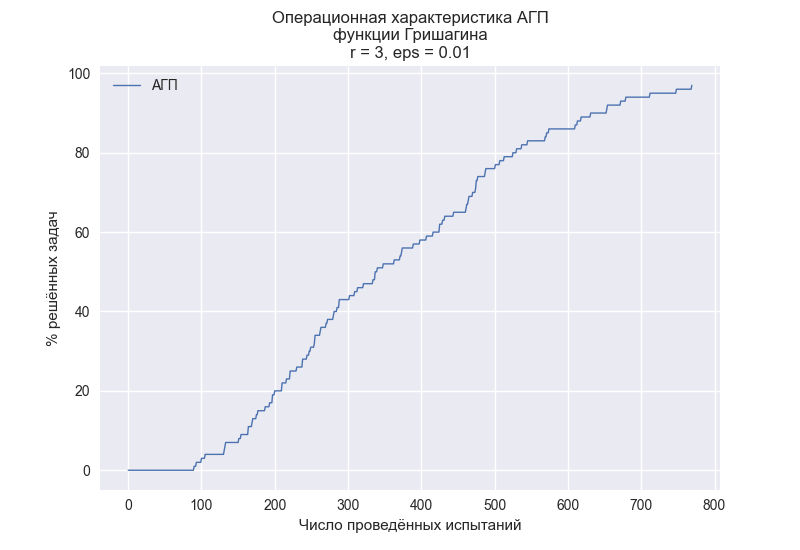 Операционная характеристика АГП
функции Гришагина
r = 3, eps = 0.01
АГП
100
80
60
40
20
0
% решённых задач
0 100 200 300 400 500 600 700 800
Число проведённых испытаний